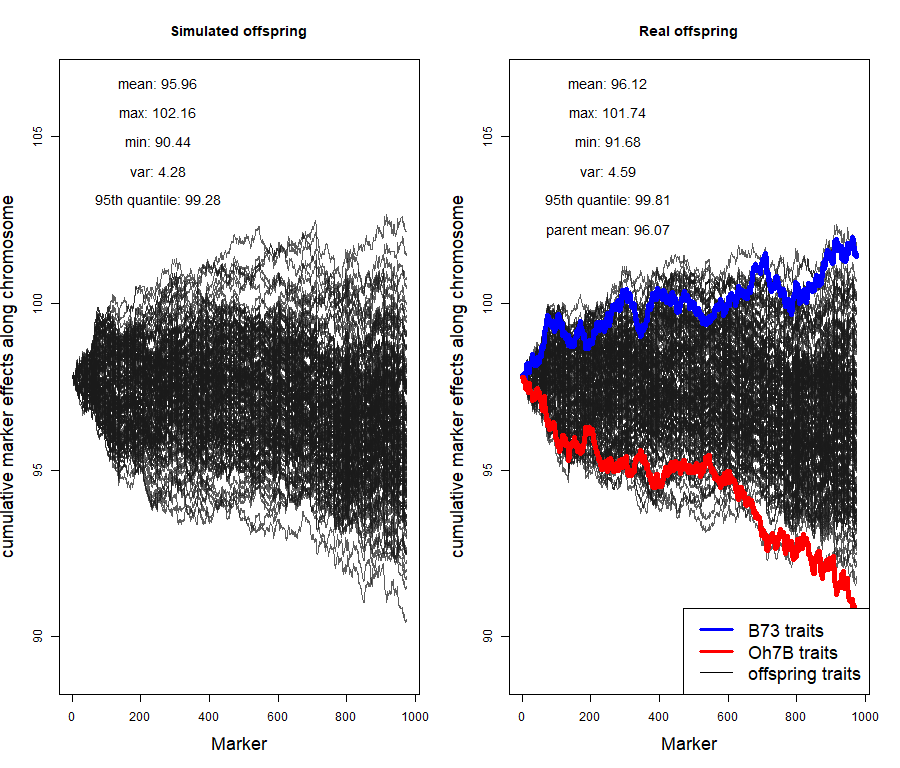 Simulated offspring
mean: 95.96
max: 102.16
min: 90.44
var: 4.28
95th quantile: 99.28
cumulative marker effects along chromosome
105
100
95
90
0 200 400 600 800 1000
Marker
Real offspring
mean: 96.12
max: 101.74
min: 91.68
var: 4.59
95th quantile: 99.81
parent mean: 96.07
cumulative marker effects along chromosome
105
100
95
90
B73 traits
Oh7B traits
offspring traits
0 200 400 600 800 1000
Marker